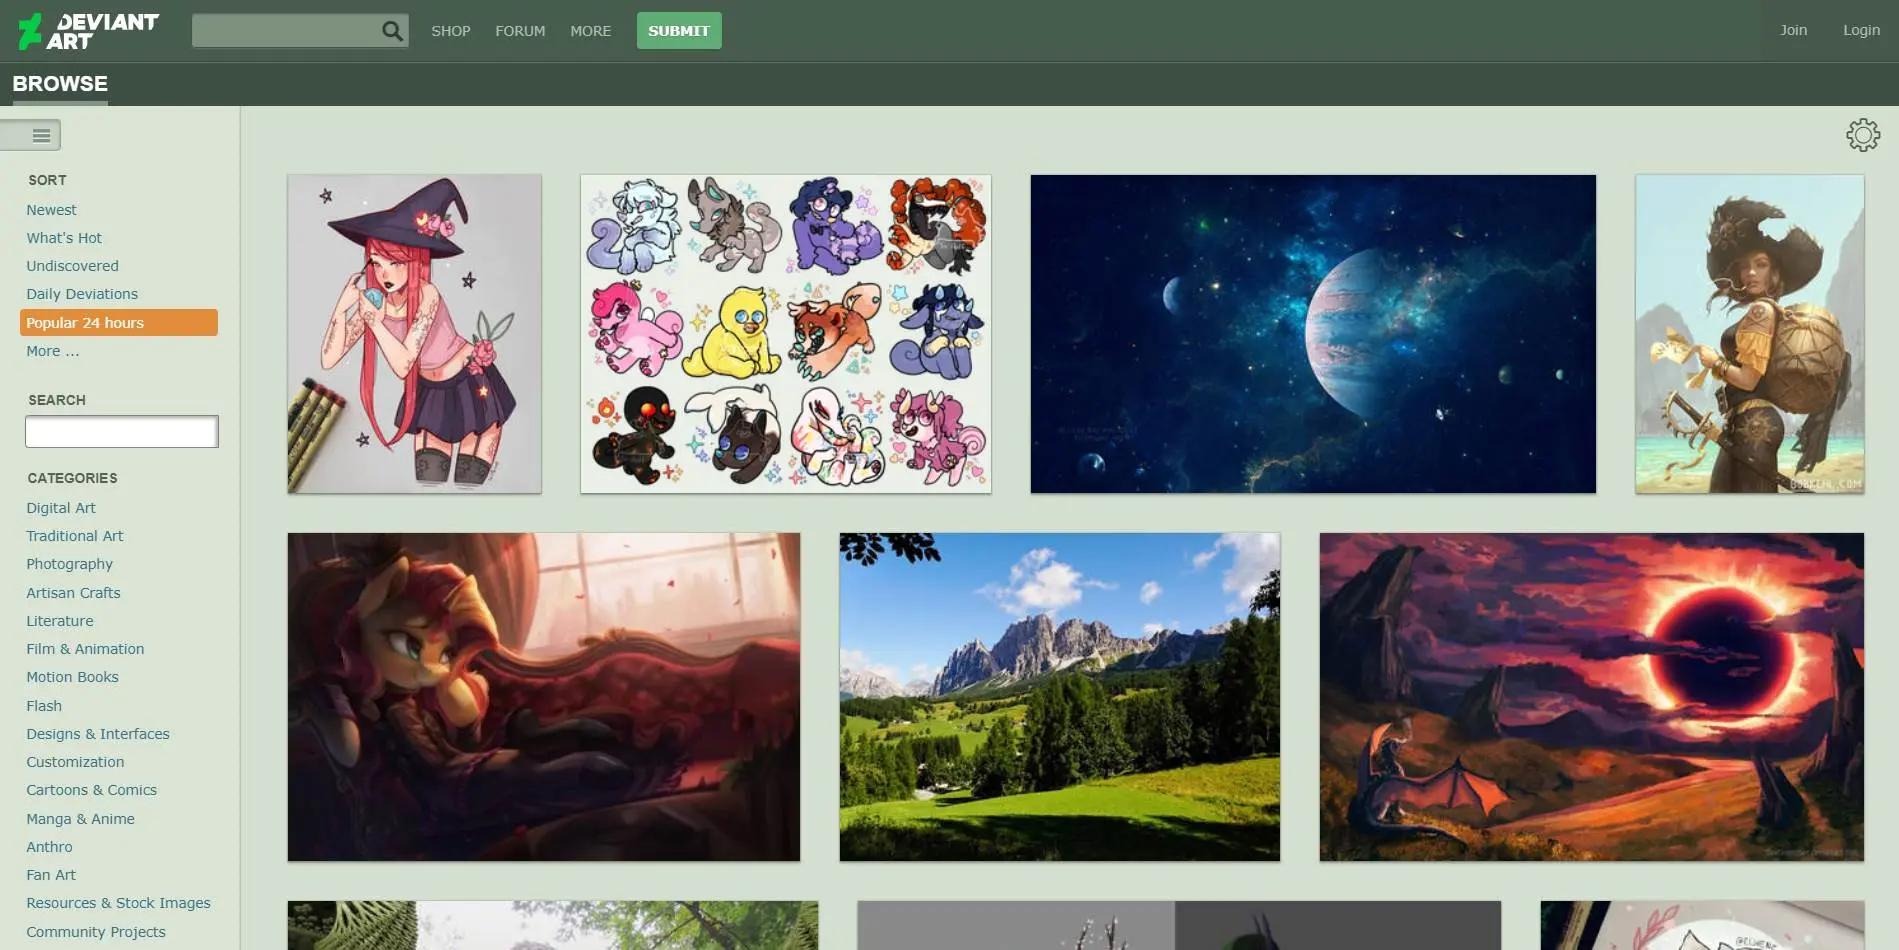 DEVIANT
ART
SHOP
FORUM
MORE
SUBMIT
Join
Login
BROWSE
SORT
Newest
What's Hot
Undiscovered
Daily Deviations
Popular 24 hours
More ...
SEARCH
CATEGORIES
Digital Art
Traditional Art
Photography
Artisan Crafts
Literature
Film & Animation
Motion Books
Flash
Designs & Interfaces
Customization
Cartoons & Comics
Manga & Anime
Anthro
Fan Art
Resources & Stock Images
Community Projects